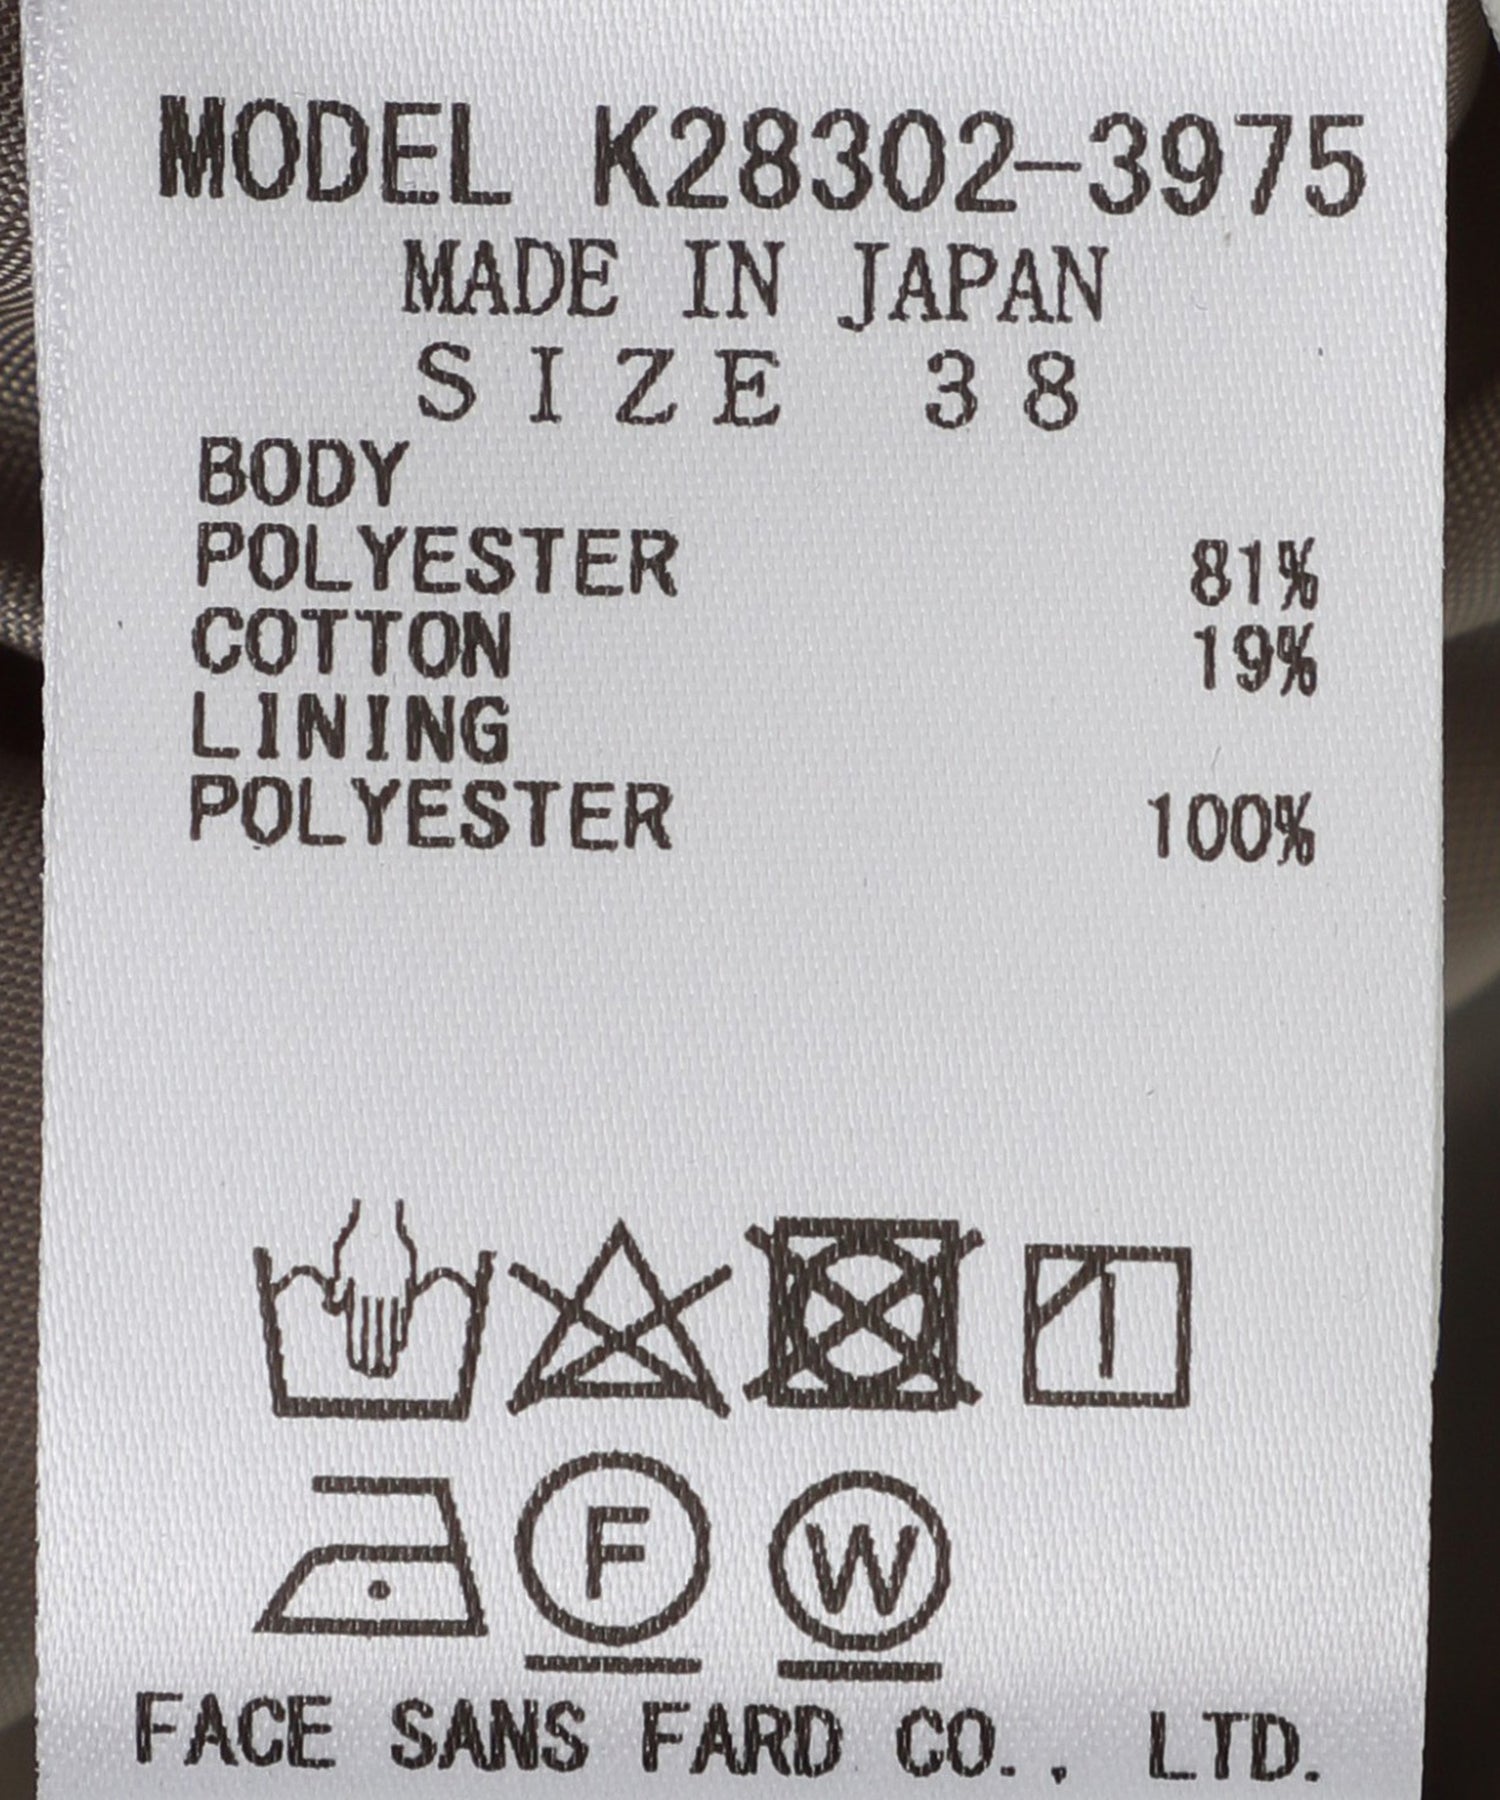 MODEL K28302-3975
MADE IN JAPAN
SIZE 38
BODY
POLYESTER 81%
COTTON 19%
LINING
POLYESTER 100%
F W
FACE SANS FARD CO., LTD.